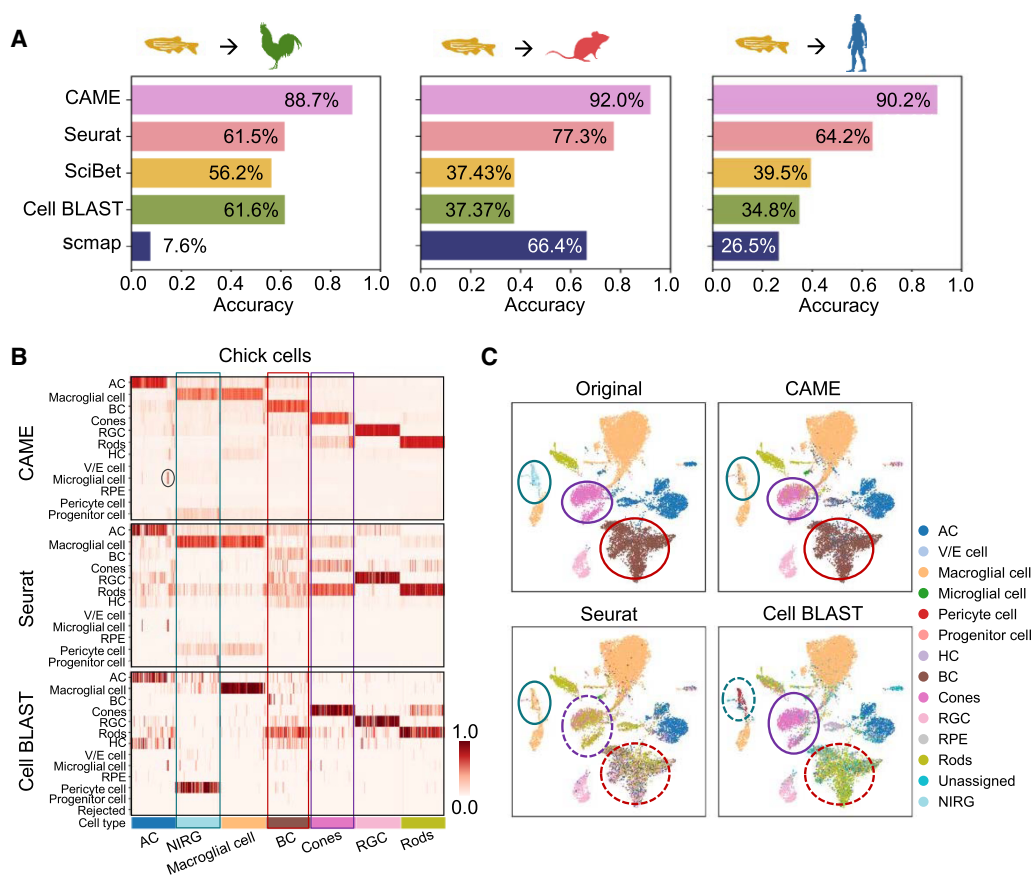 A
→ → →
CAME 88.7% 92.0% 90.2%
Seurat 61.5% 77.3% 64.2%
SciBet 56.2% 37.43% 39.5%
Cell BLAST 61.6% 37.37% 34.8%
scmap 7.6% 66.4% 26.5%
0.0 0.2 0.4 0.6 0.8 1.0 0.0 0.2 0.4 0.6 0.8 1.0 0.0 0.2 0.4 0.6 0.8 1.0
Accuracy Accuracy Accuracy
B
Chick cells
CAME
AC
Macroglial cell
BC
Cones
RGC
Rods
HC
V/E cell
Microglial cell
RPE
Pericyte cell
Progenitor cell
Seurat
AC
Macroglial cell
BC
Cones
RGC
Rods
HC
V/E cell
Microglial cell
RPE
Pericyte cell
Progenitor cell
Cell BLAST
AC
Macroglial cell
BC
Cones
RGC
Rods
HC
V/E cell
Microglial cell
RPE
Pericyte cell
Progenitor cell
Rejected
Cell type
AC NIRG Macroglial cell BC Cones RGC Rods
1.0
0.0
C
Original CAME
Seurat Cell BLAST
AC
V/E cell
Macroglial cell
Microglial cell
Pericyte cell
Progenitor cell
HC
BC
Cones
RGC
RPE
Rods
Unassigned
NIRG